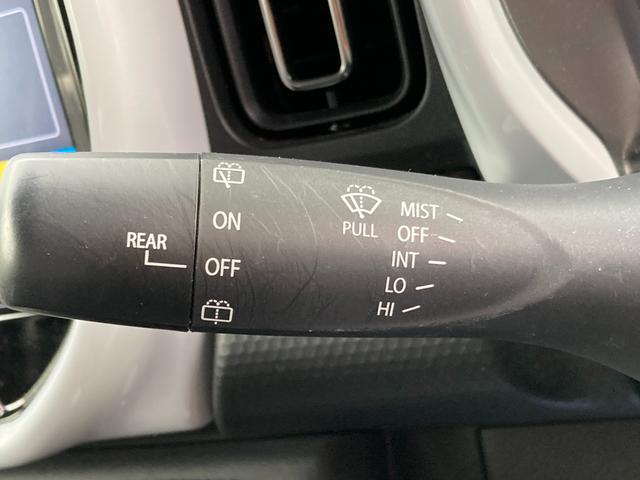 REAR
ON
OFF
PULL
MIST
OFF
INT
LO
HI